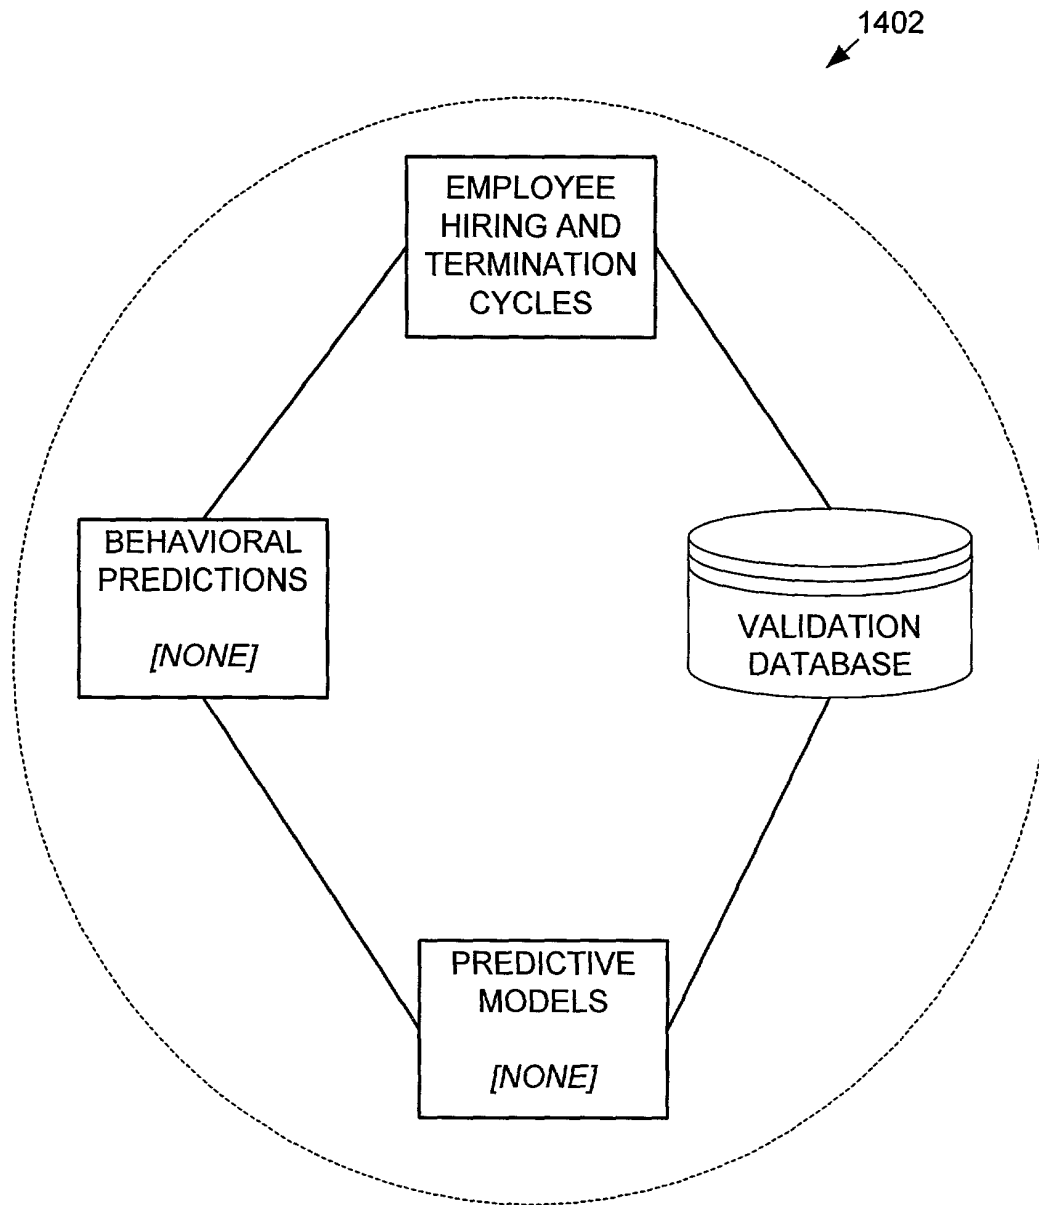 1402
EMPLOYEE
HIRING AND
TERMINATION
CYCLES
BEHAVIORAL
PREDICTIONS
[NONE]
VALIDATION
DATABASE
PREDICTIVE
MODELS
[NONE]